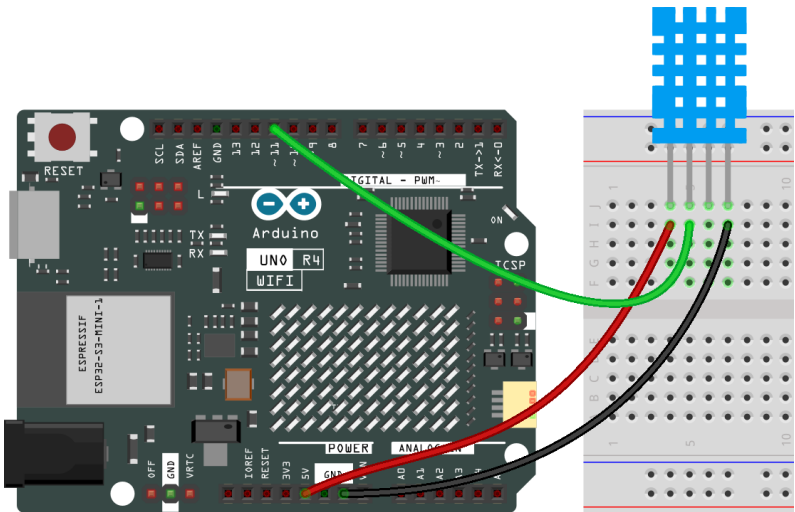 RESET
SCL
SDA
AREF
GND
13
12
~11
~9
8
7
~6
~5
4
~3
2
TX→1
RX←0
DIGITAL - PWM~
L
TX
RX
Arduino
UNO R4
WIFI
ON
ICSP
ESPRESSIF
ESP32-S3-MINI-1
POWER
ANALOG IN
OFF
GND
VRTC
IOREF
RESET
3V3
5V
GND
A0
A1
A2
A3
1
5
10
J
I
H
G
F
E
D
C
B
A
1
5
10